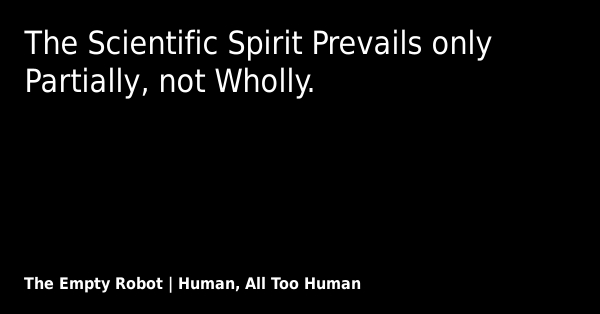 The Scientific Spirit Prevails only
Partially, not Wholly.
The Empty Robot | Human, All Too Human